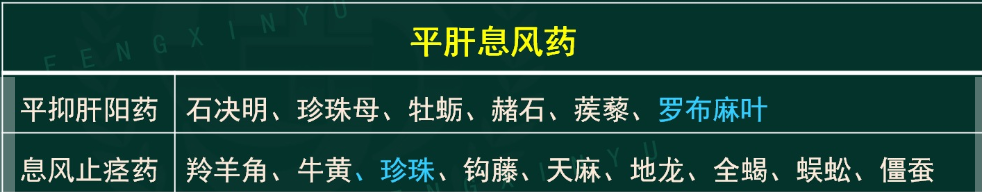 平肝息风药
FENGXINYU
平抑肝阳药 石决明、珍珠母、牡蛎、赭石、蒺藜、罗布麻叶
息风止痉药 羚羊角、牛黄、珍珠、钩藤、天麻、地龙、全蝎、蜈蚣、僵蚕